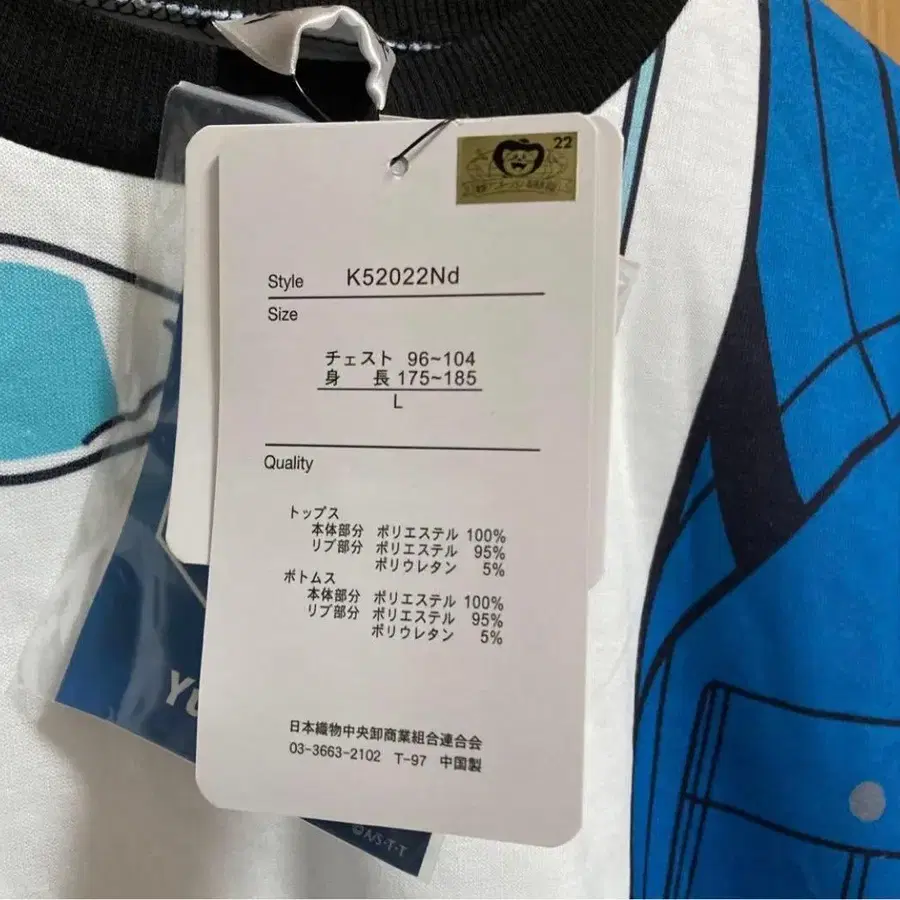 22
Style K52022Nd
Size
チェスト 96~104
身 長 175~185
L
Quality
トップス
本体部分 ポリエステル 100%
リブ部分 ポリエステル 95%
ポリウレタン 5%
ボトムス
本体部分 ポリエステル 100%
リブ部分 ポリエステル 95%
ポリウレタン 5%
日本織物中央卸商業組合連合会
03-3663-2102 T-97 中国製
©A/S・T・T